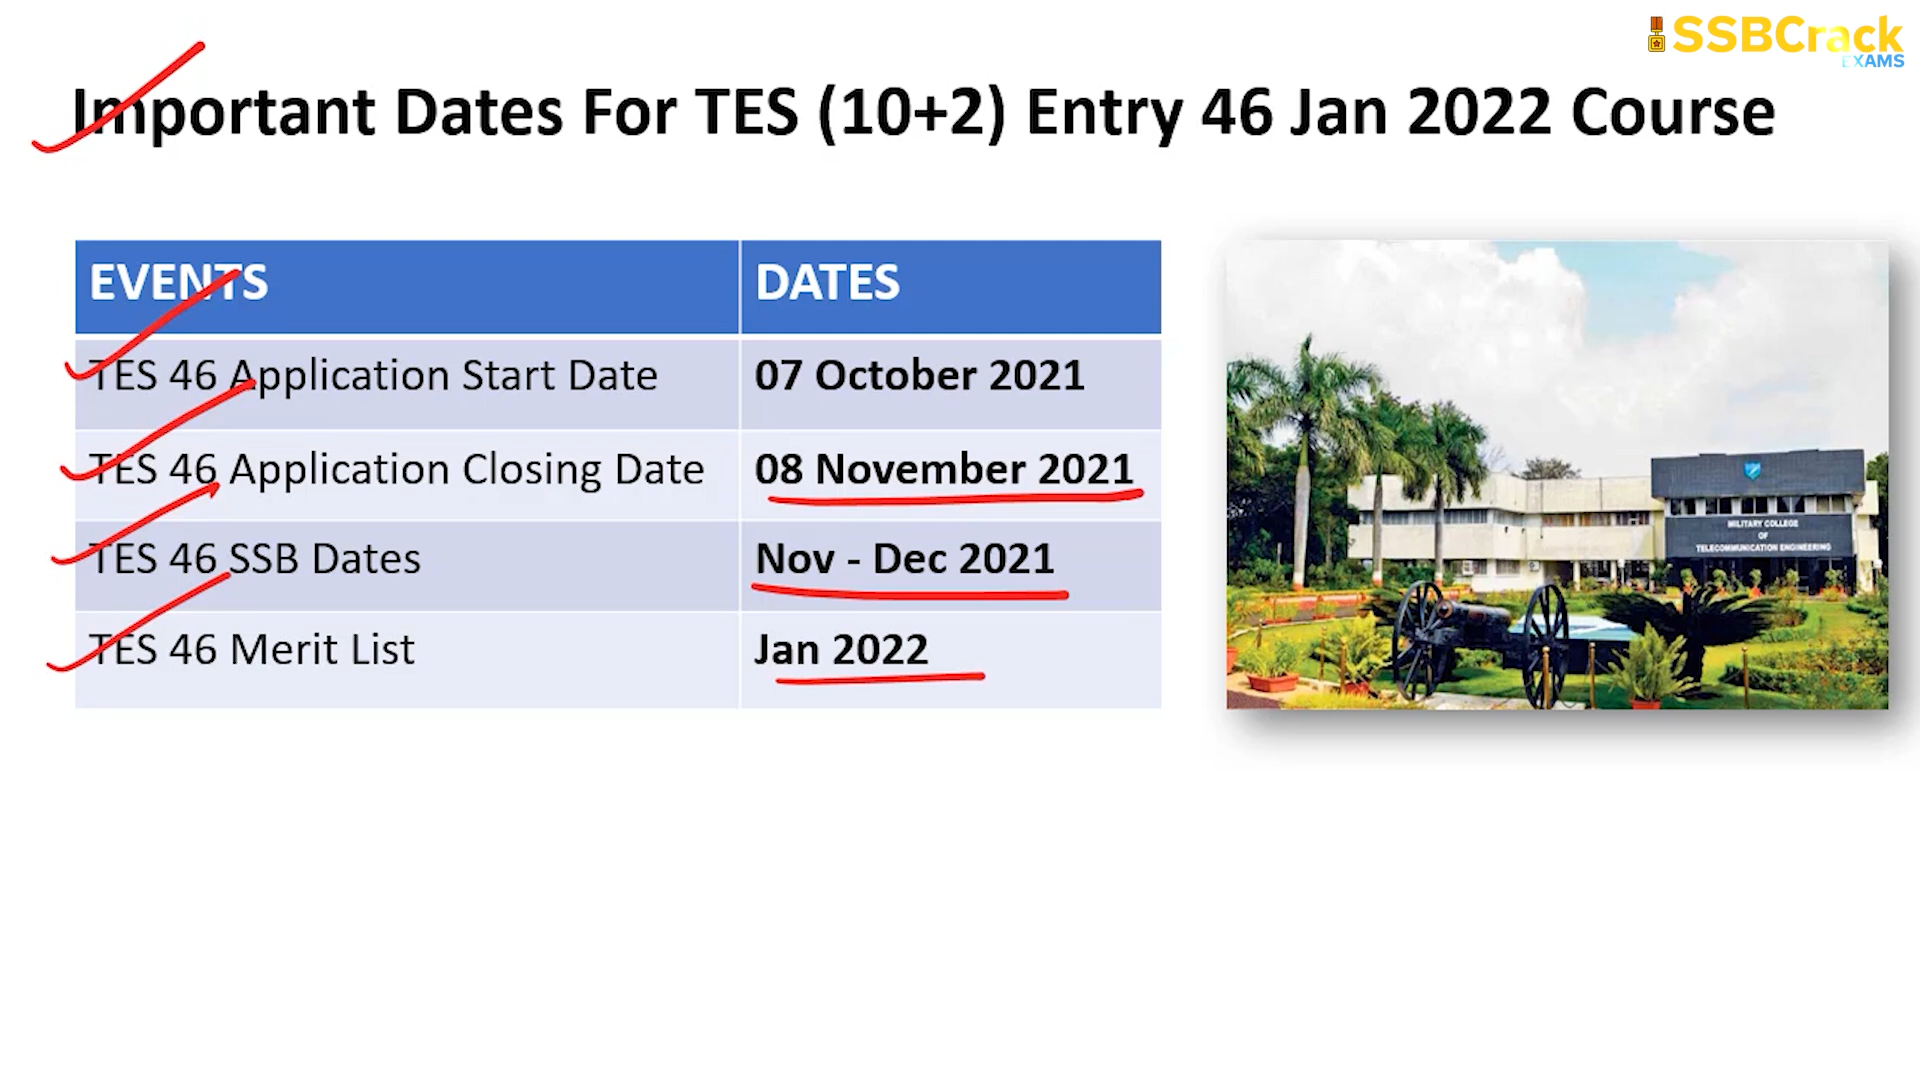 SSBCrack
EXAMS
Important Dates For TES (10+2) Entry 46 Jan 2022 Course
EVENTS DATES
TES 46 Application Start Date 07 October 2021
TES 46 Application Closing Date 08 November 2021
TES 46 SSB Dates Nov - Dec 2021
TES 46 Merit List Jan 2022
MILITARY COLLEGE
OF
TELECOMMUNICATION ENGINEERING